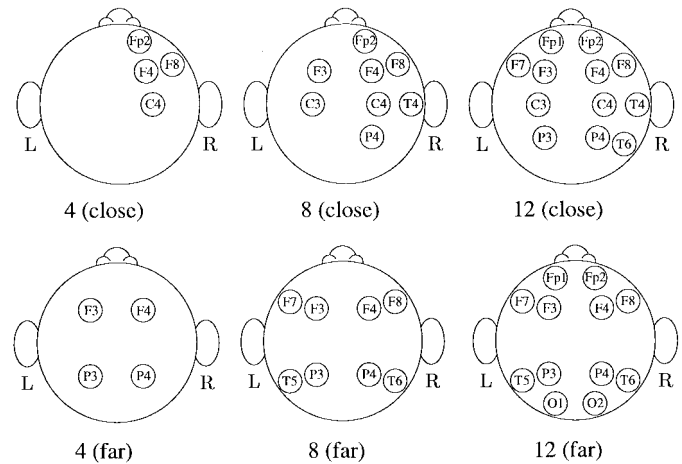 Fp2 Fp2 Fp1 Fp2
F4 F8 F3 F4 F8 F7 F3 F4 F8
C4 C3 C4 T4 C3 C4 T4
P4 P3 P4 T6
L R L R L R
4 (close) 8 (close) 12 (close)
Fp1 Fp2
F3 F4 F7 F3 F4 F8 F7 F3 F4 F8
P3 P4 T5 P3 P4 T6 T5 P3 P4 T6
L R L R L R
O1 O2
4 (far) 8 (far) 12 (far)